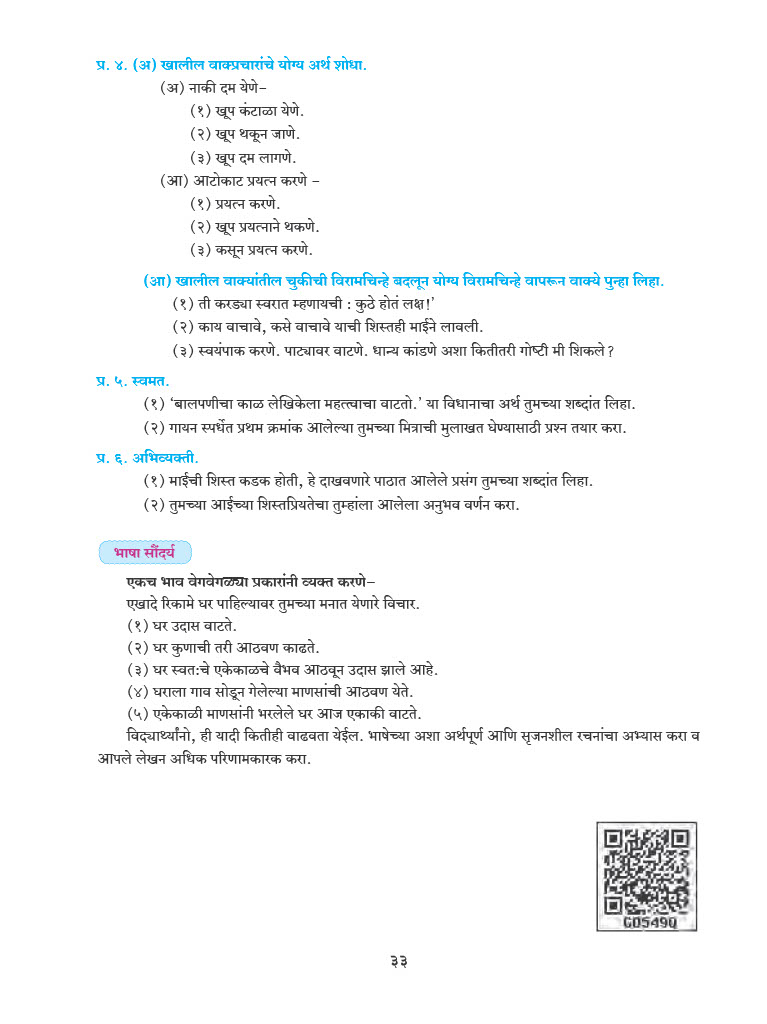 प्र. ४. (अ) खालील वाक्प्रचारांचे योग्य अर्थ शोधा.
(अ) नाकी दम येणे–
(१) खूप कंटाळा येणे.
(२) खूप थकून जाणे.
(३) खूप दम लागणे.
(आ) आटोकाट प्रयत्न करणे –
(१) प्रयत्न करणे.
(२) खूप प्रयत्नाने थकणे.
(३) कसून प्रयत्न करणे.
(आ) खालील वाक्यांतील चुकीची विरामचिन्हे बदलून योग्य विरामचिन्हे वापरून वाक्ये पुन्हा लिहा.
(१) ती करड्या स्वरात म्हणायची : कुठे होतं लक्ष!’
(२) काय वाचावे, कसे वाचावे याची शिस्तही माईने लावली.
(३) स्वयंपाक करणे. पाट्यावर वाटणे. धान्य कांडणे अशा कितीतरी गोष्टी मी शिकले?
प्र. ५. स्वमत.
(१) ‘बालपणीचा काळ लेखिकेला महत्त्वाचा वाटतो.’ या विधानाचा अर्थ तुमच्या शब्दांत लिहा.
(२) गायन स्पर्धेत प्रथम क्रमांक आलेल्या तुमच्या मित्राची मुलाखत घेण्यासाठी प्रश्न तयार करा.
प्र. ६. अभिव्यक्ती.
(१) माईची शिस्त कडक होती, हे दाखवणारे पाठात आलेले प्रसंग तुमच्या शब्दांत लिहा.
(२) तुमच्या आईच्या शिस्तप्रियतेचा तुम्हांला आलेला अनुभव वर्णन करा.
भाषा सौंदर्य
एकच भाव वेगवेगळ्या प्रकारांनी व्यक्त करणे–
एखादे रिकामे घर पाहिल्यावर तुमच्या मनात येणारे विचार.
(१) घर उदास वाटते.
(२) घर कुणाची तरी आठवण काढते.
(३) घर स्वतःचे एकेकाळचे वैभव आठवून उदास झाले आहे.
(४) घराला गाव सोडून गेलेल्या माणसांची आठवण येते.
(५) एकेकाळी माणसांनी भरलेले घर आज एकाकी वाटते.
विद्यार्थ्यांनो, ही यादी कितीही वाढवता येईल. भाषेच्या अशा अर्थपूर्ण आणि सृजनशील रचनांचा अभ्यास करा व
आपले लेखन अधिक परिणामकारक करा.
G0549Q
३३